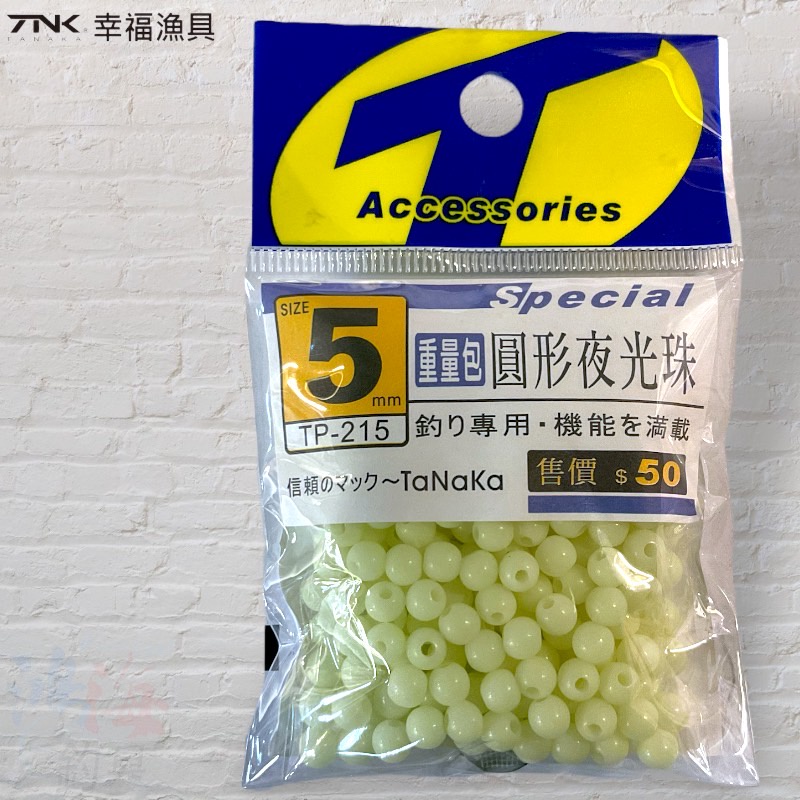 TNK 幸福漁具
TANAKA
Accessories
Special
SIZE
5
mm
TP-215
重量包 圓形夜光珠
釣り專用・機能を満載
信頼のマック～TaNaKa
售價 $50